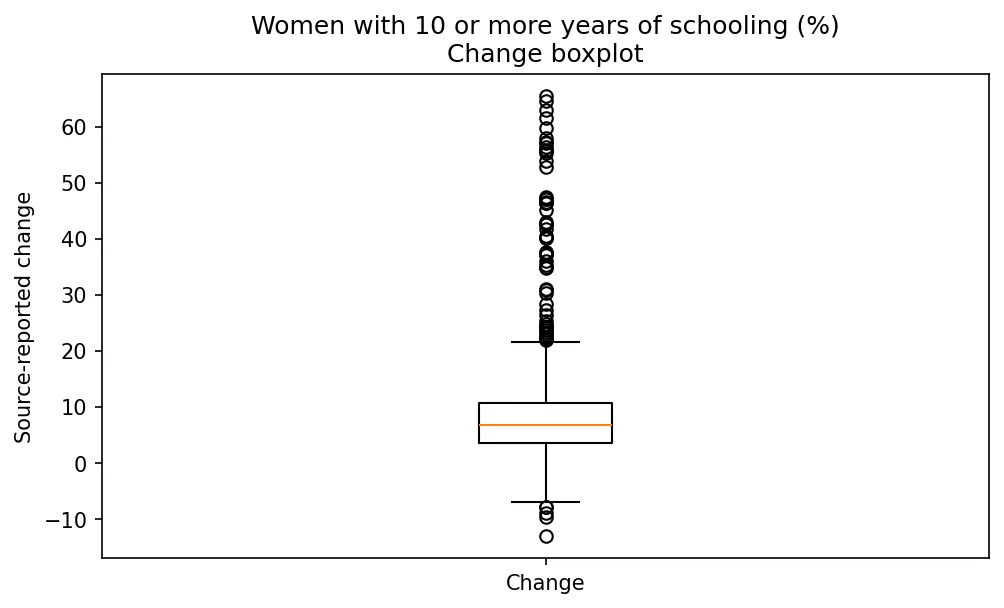 Women with 10 or more years of schooling (%)
Change boxplot
Source-reported change
60
50
40
30
20
10
0
−10
Change